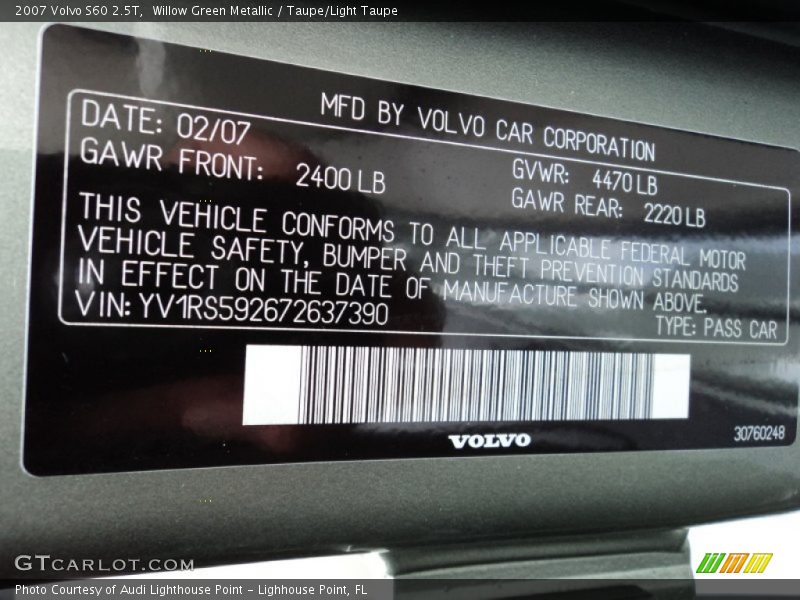 2007 Volvo S60 2.5T,  Willow Green Metallic / Taupe/Light Taupe
MFD BY VOLVO CAR CORPORATION
DATE: 02/07
GVWR: 4470 LB
GAWR FRONT: 2400 LB
GAWR REAR: 2220 LB
THIS VEHICLE CONFORMS TO ALL APPLICABLE FEDERAL MOTOR
VEHICLE SAFETY, BUMPER AND THEFT PREVENTION STANDARDS
IN EFFECT ON THE DATE OF MANUFACTURE SHOWN ABOVE.
VIN: YV1RS592672637390
TYPE: PASS CAR
VOLVO
30760248
GTCARLOT.COM
Photo Courtesy of Audi Lighthouse Point - Lighhouse Point, FL